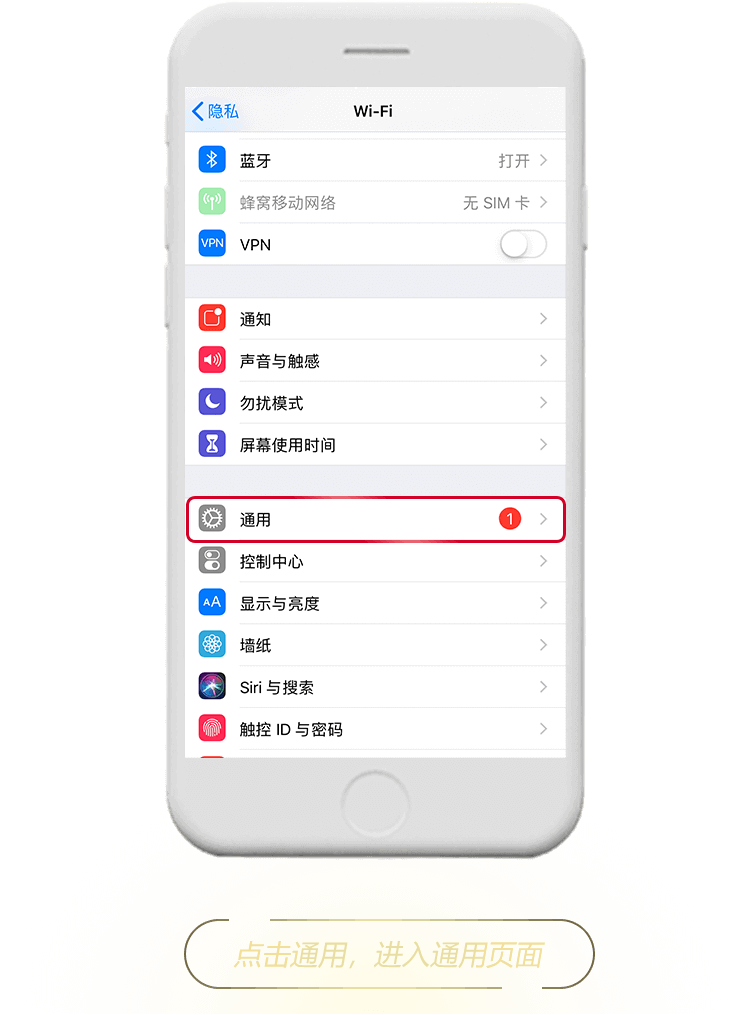 隐私 Wi-Fi
蓝牙 打开
蜂窝移动网络 无 SIM 卡
VPN VPN
通知
声音与触感
勿扰模式
屏幕使用时间
通用 1
控制中心
AA 显示与亮度
墙纸
Siri 与搜索
触控 ID 与密码
点击通用，进入通用页面